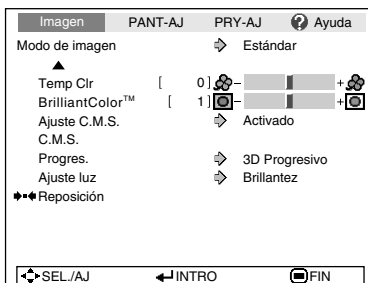 Imagen PANT-AJ PRY-AJ ? Ayuda
Modo de imagen Estándar
Temp Clr [ 0 ] - +
BrilliantColor™ [ 1 ] - +
Ajuste C.M.S. Activado
C.M.S.
Progres. 3D Progresivo
Ajuste luz Brillantez
Reposición
SEL./AJ INTRO FIN